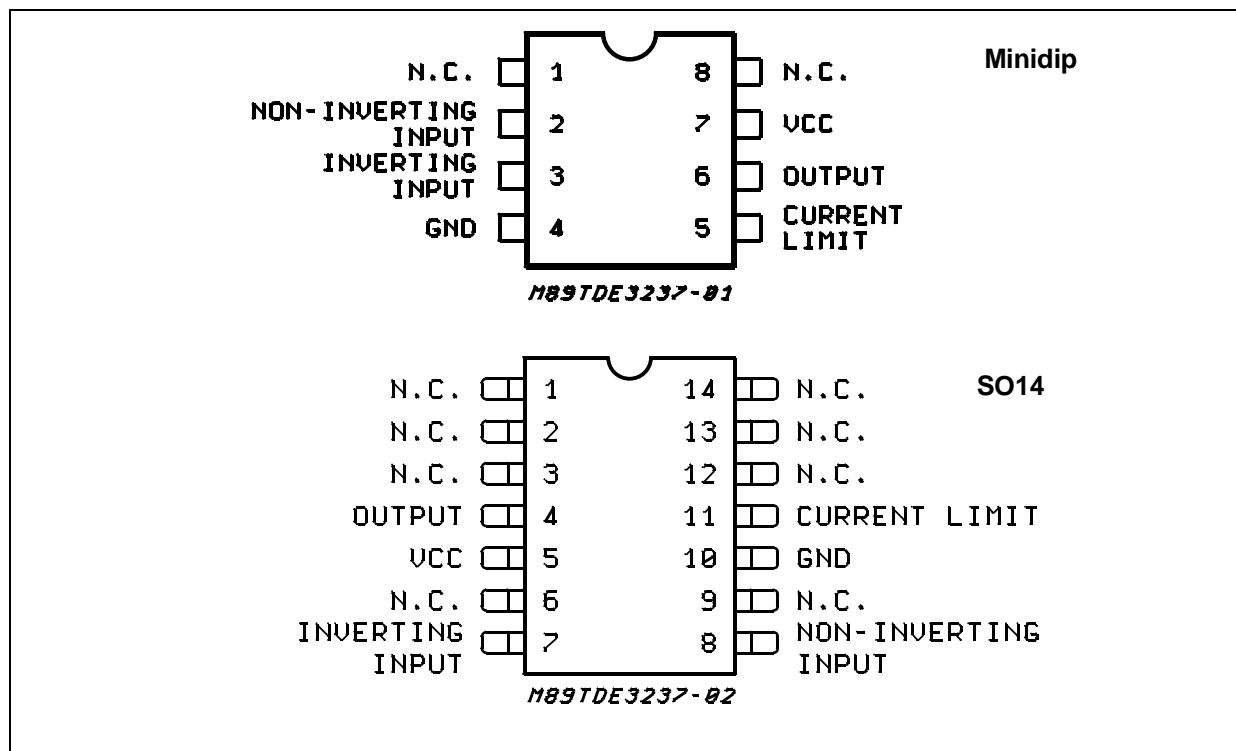 Minidip
N.C. 1 8 N.C.
NON-INVERTING
INPUT 2 7 VCC
INVERTING
INPUT 3 6 OUTPUT
GND 4 5 CURRENT
LIMIT
M89TDE3237-01
SO14
N.C. 1 14 N.C.
N.C. 2 13 N.C.
N.C. 3 12 N.C.
OUTPUT 4 11 CURRENT LIMIT
VCC 5 10 GND
N.C. 6 9 N.C.
INVERTING
INPUT 7 8 NON-INVERTING
INPUT
M89TDE3237-02